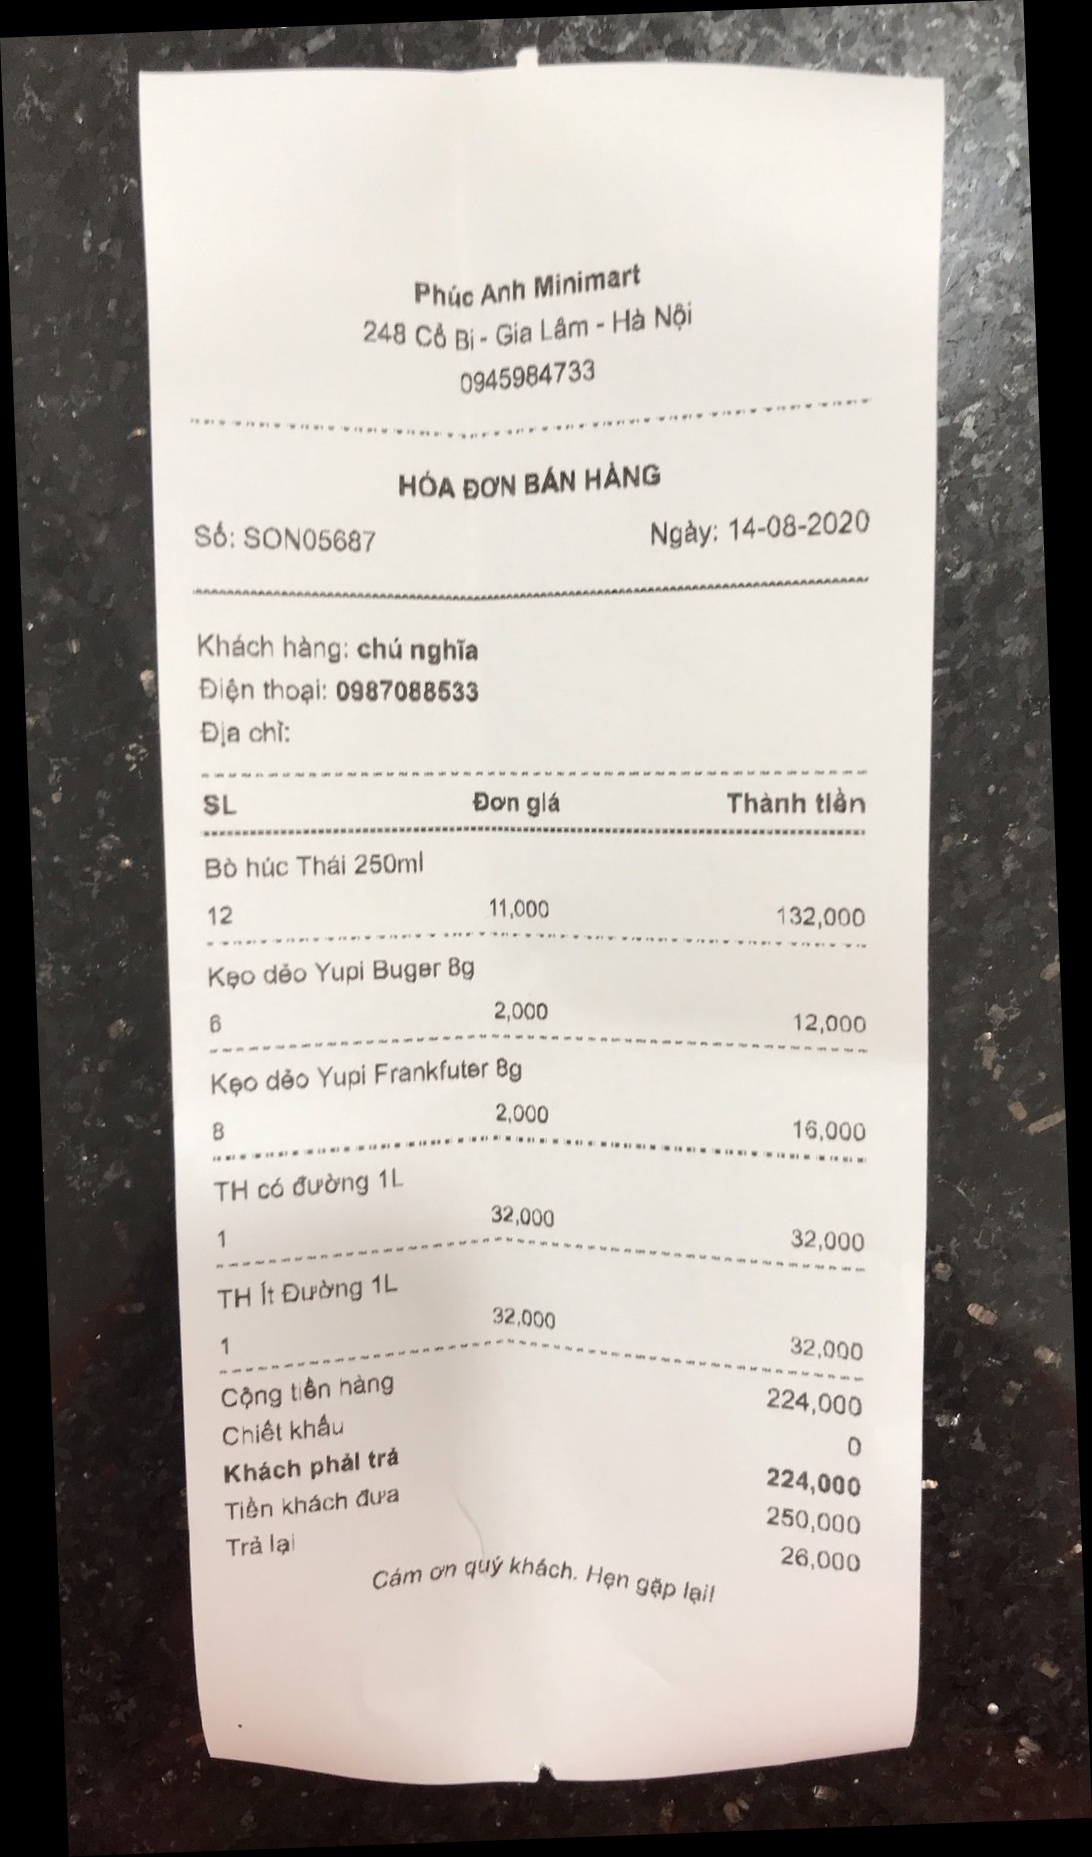 Phúc Anh Minimart
248 Cổ Bi - Gia Lâm - Hà Nội
0945984733
HÓA ĐƠN BÁN HÀNG
Số: SON05687 Ngày: 14-08-2020
Khách hàng: chú nghĩa
Điện thoại: 0987088533
Địa chỉ:
SL Đơn giá Thành tiền
Bò húc Thái 250ml
12 11,000 132,000
Kẹo dẻo Yupi Buger 8g
6 2,000 12,000
Kẹo dẻo Yupi Frankfuter 8g
8 2,000 16,000
TH có đường 1L
1 32,000 32,000
TH Ít Đường 1L
1 32,000 32,000
Cộng tiền hàng 224,000
Chiết khấu 0
Khách phải trả 224,000
Tiền khách đưa 250,000
Trả lại 26,000
Cám ơn quý khách. Hẹn gặp lại!